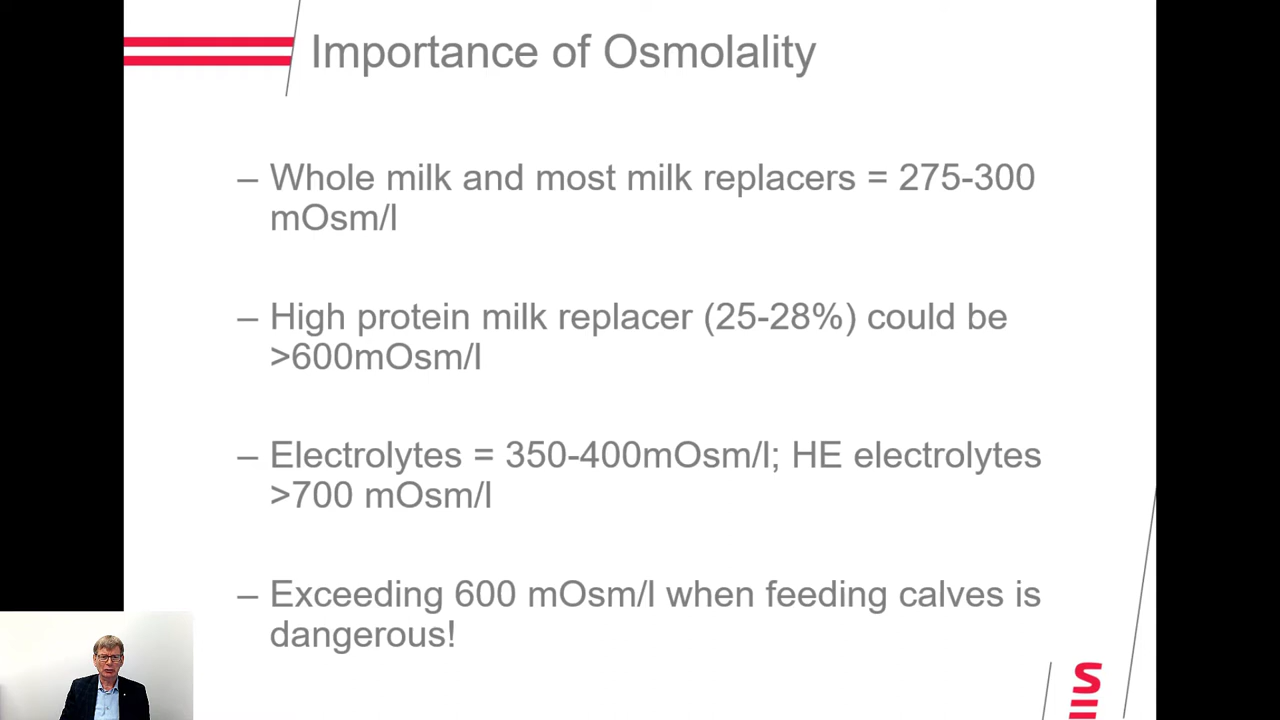 Importance of Osmolality
– Whole milk and most milk replacers = 275-300
mOsm/l
– High protein milk replacer (25-28%) could be
>600mOsm/l
– Electrolytes = 350-400mOsm/l; HE electrolytes
>700 mOsm/l
– Exceeding 600 mOsm/l when feeding calves is
dangerous!
S